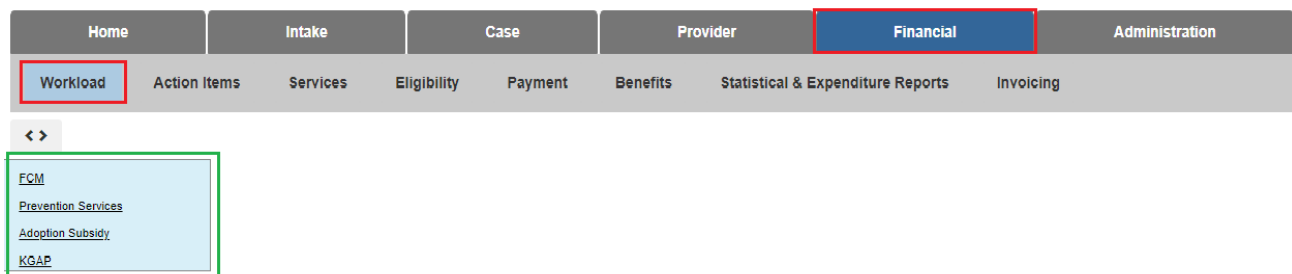 Home Intake Case Provider Financial Administration
Workload Action Items Services Eligibility Payment Benefits Statistical & Expenditure Reports Invoicing
< >
FCM
Prevention Services
Adoption Subsidy
KGAP